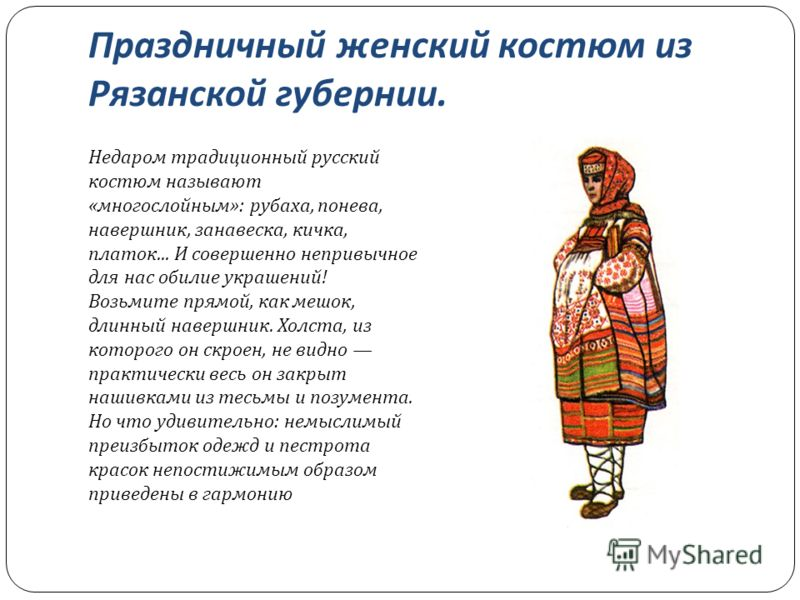 Праздничный женский костюм из
Рязанской губернии.
Недаром традиционный русский
костюм называют
«многослойным»: рубаха, понева,
навершник, занавеска, кичка,
платок... И совершенно непривычное
для нас обилие украшений!
Возьмите прямой, как мешок,
длинный навершник. Холста, из
которого он скроен, не видно —
практически весь он закрыт
нашивками из тесьмы и позумента.
Но что удивительно: немыслимый
преизбыток одежд и пестрота
красок непостижимым образом
приведены в гармонию
MyShared